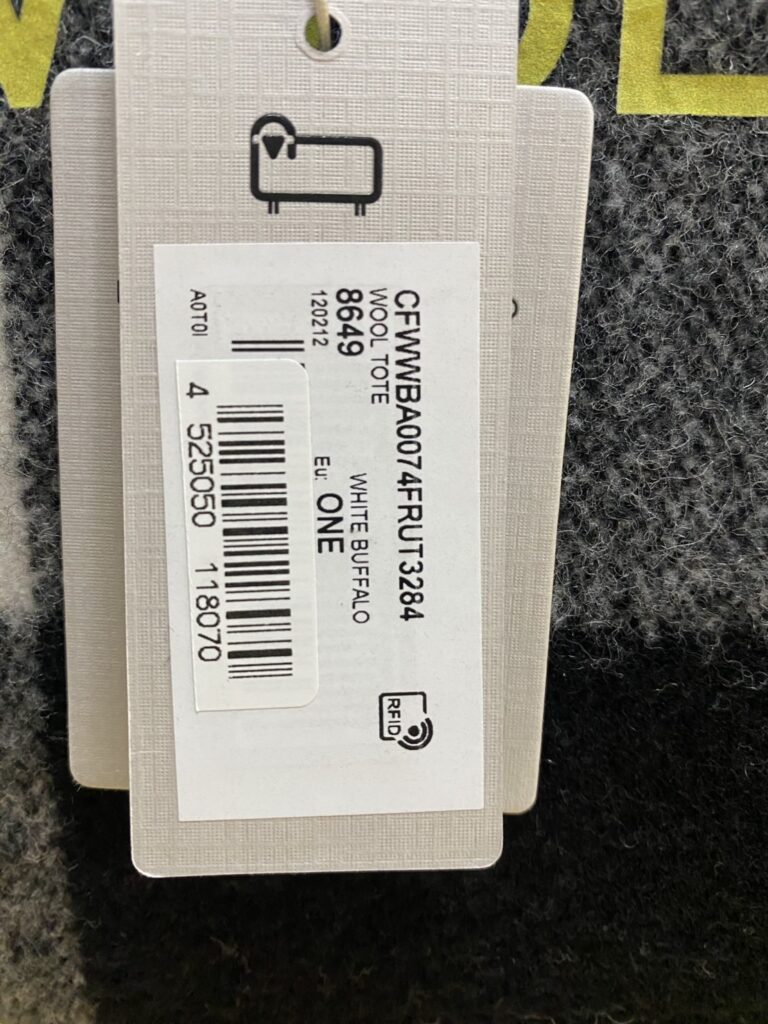 CFWWBA0074FRUT3284
WOOL TOTE WHITE BUFFALO
8649 Eu: ONE
120212
A0T0I
4 525050 118070
RFID